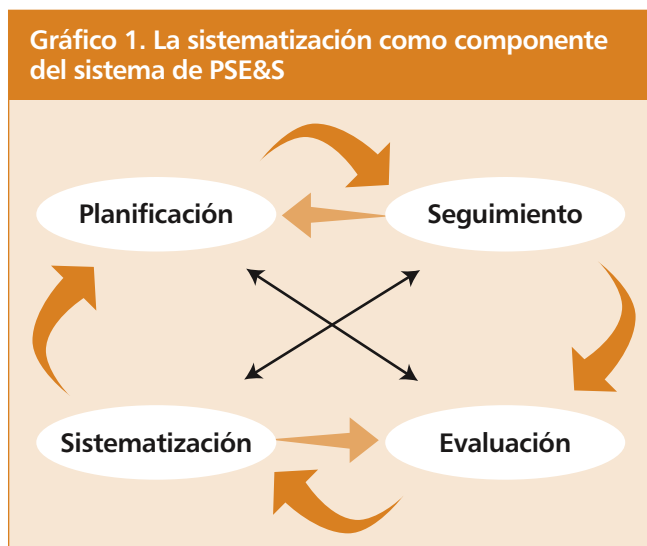 Gráfico 1. La sistematización como componente
del sistema de PSE&S
Planificación
Seguimiento
Sistematización
Evaluación